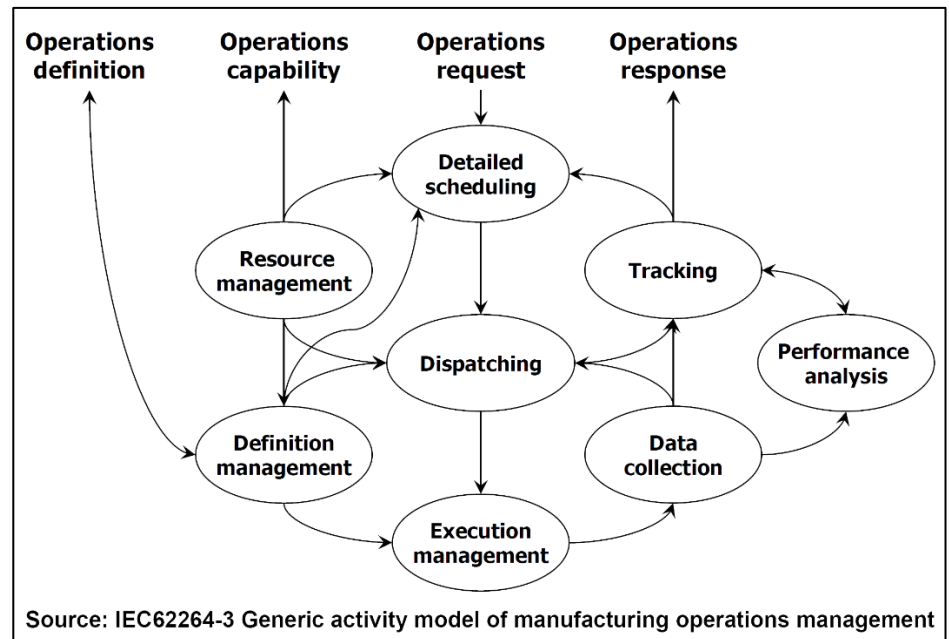 Operations
definition
Operations
capability
Operations
request
Operations
response
Detailed
scheduling
Resource
management
Tracking
Dispatching
Performance
analysis
Definition
management
Data
collection
Execution
management
Source: IEC62264-3 Generic activity model of manufacturing operations management